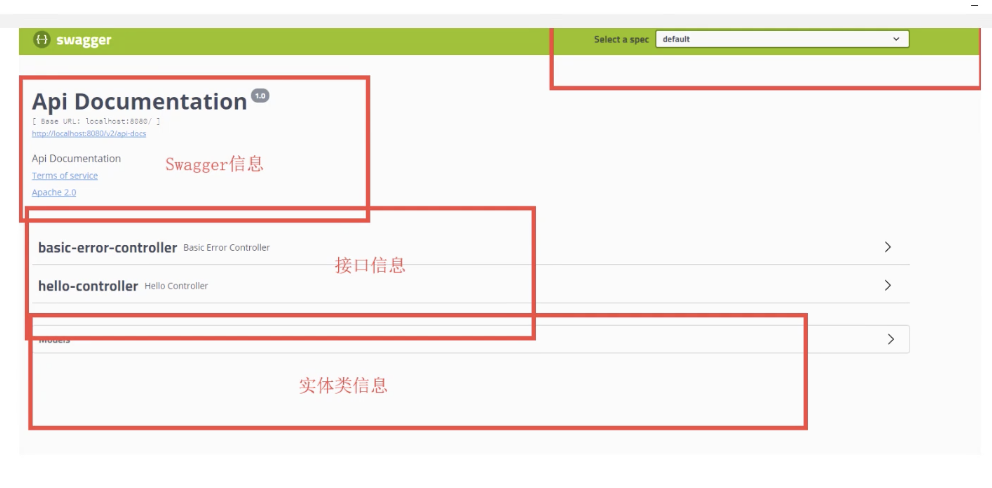 swagger
Select a spec default
Api Documentation 1.0
[ Base URL: localhost:8080/ ]
http://localhost:8080/v2/api-docs
Api Documentation
Swagger信息
Terms of service
Apache 2.0
basic-error-controller Basic Error Controller
接口信息
hello-controller Hello Controller
Models
实体类信息